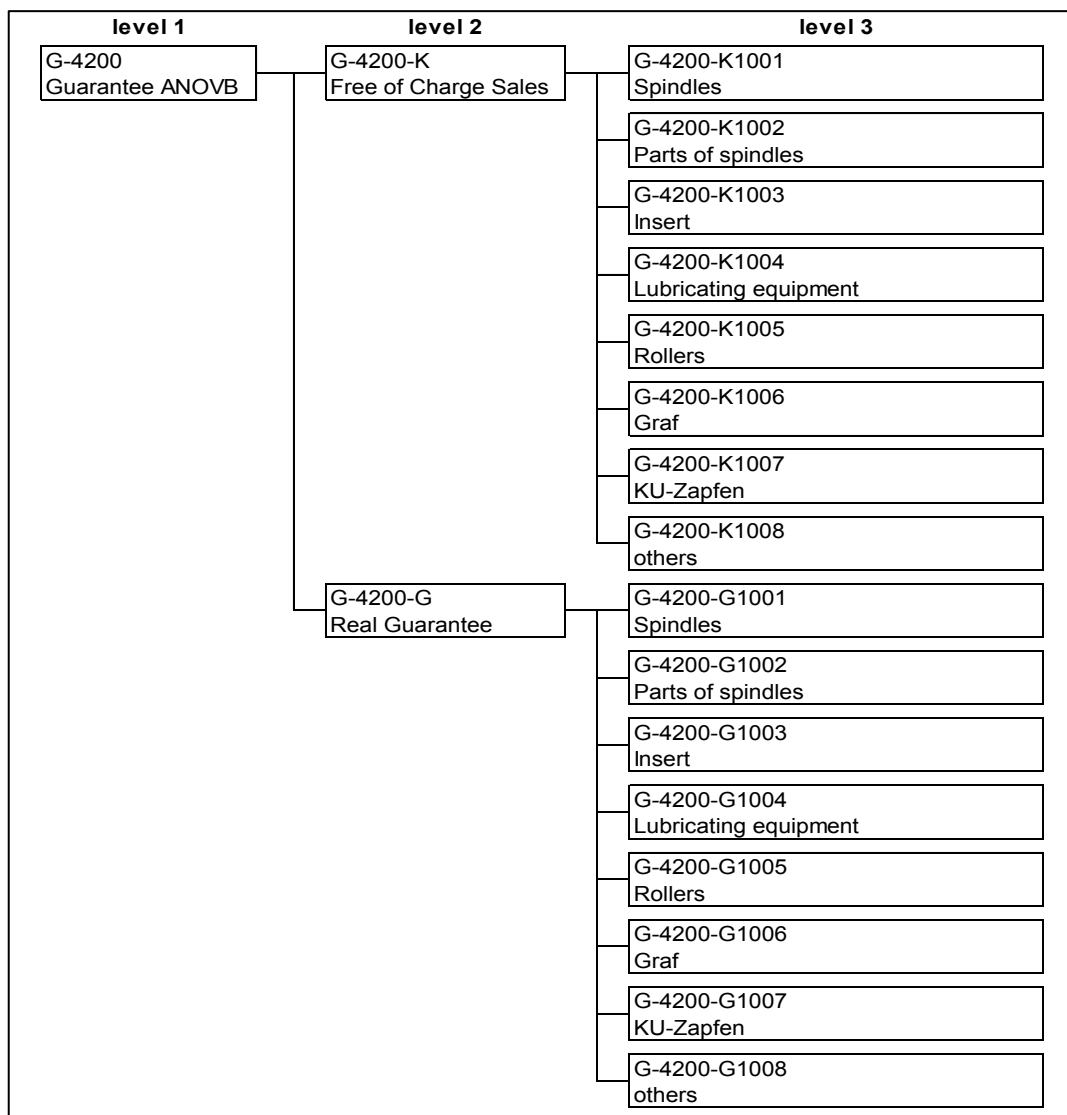 level 1
level 2
level 3
G-4200
Guarantee ANOVB
G-4200-K
Free of Charge Sales
G-4200-K1001
Spindles
G-4200-K1002
Parts of spindles
G-4200-K1003
Insert
G-4200-K1004
Lubricating equipment
G-4200-K1005
Rollers
G-4200-K1006
Graf
G-4200-K1007
KU-Zapfen
G-4200-K1008
others
G-4200-G
Real Guarantee
G-4200-G1001
Spindles
G-4200-G1002
Parts of spindles
G-4200-G1003
Insert
G-4200-G1004
Lubricating equipment
G-4200-G1005
Rollers
G-4200-G1006
Graf
G-4200-G1007
KU-Zapfen
G-4200-G1008
others